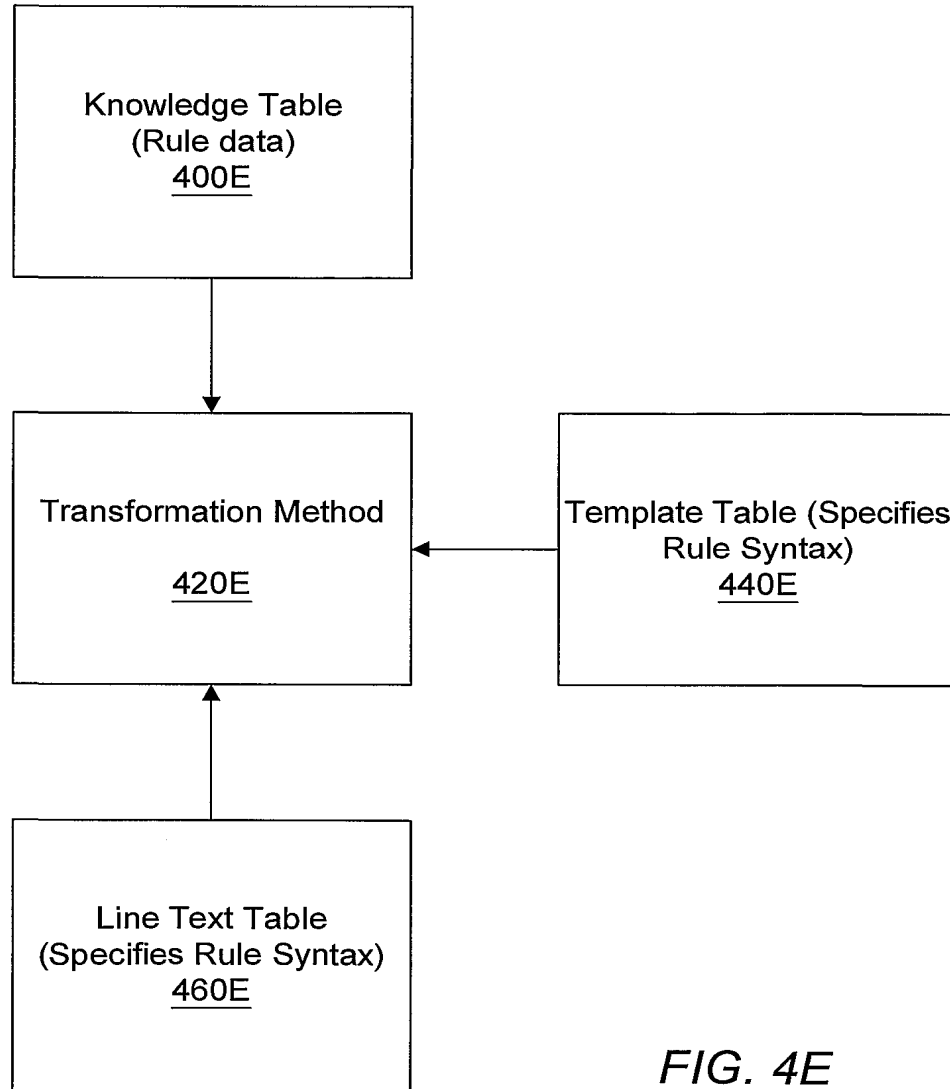 Knowledge Table
(Rule data)
400E
Transformation Method
420E
Template Table (Specifies
Rule Syntax)
440E
Line Text Table
(Specifies Rule Syntax)
460E
FIG. 4E